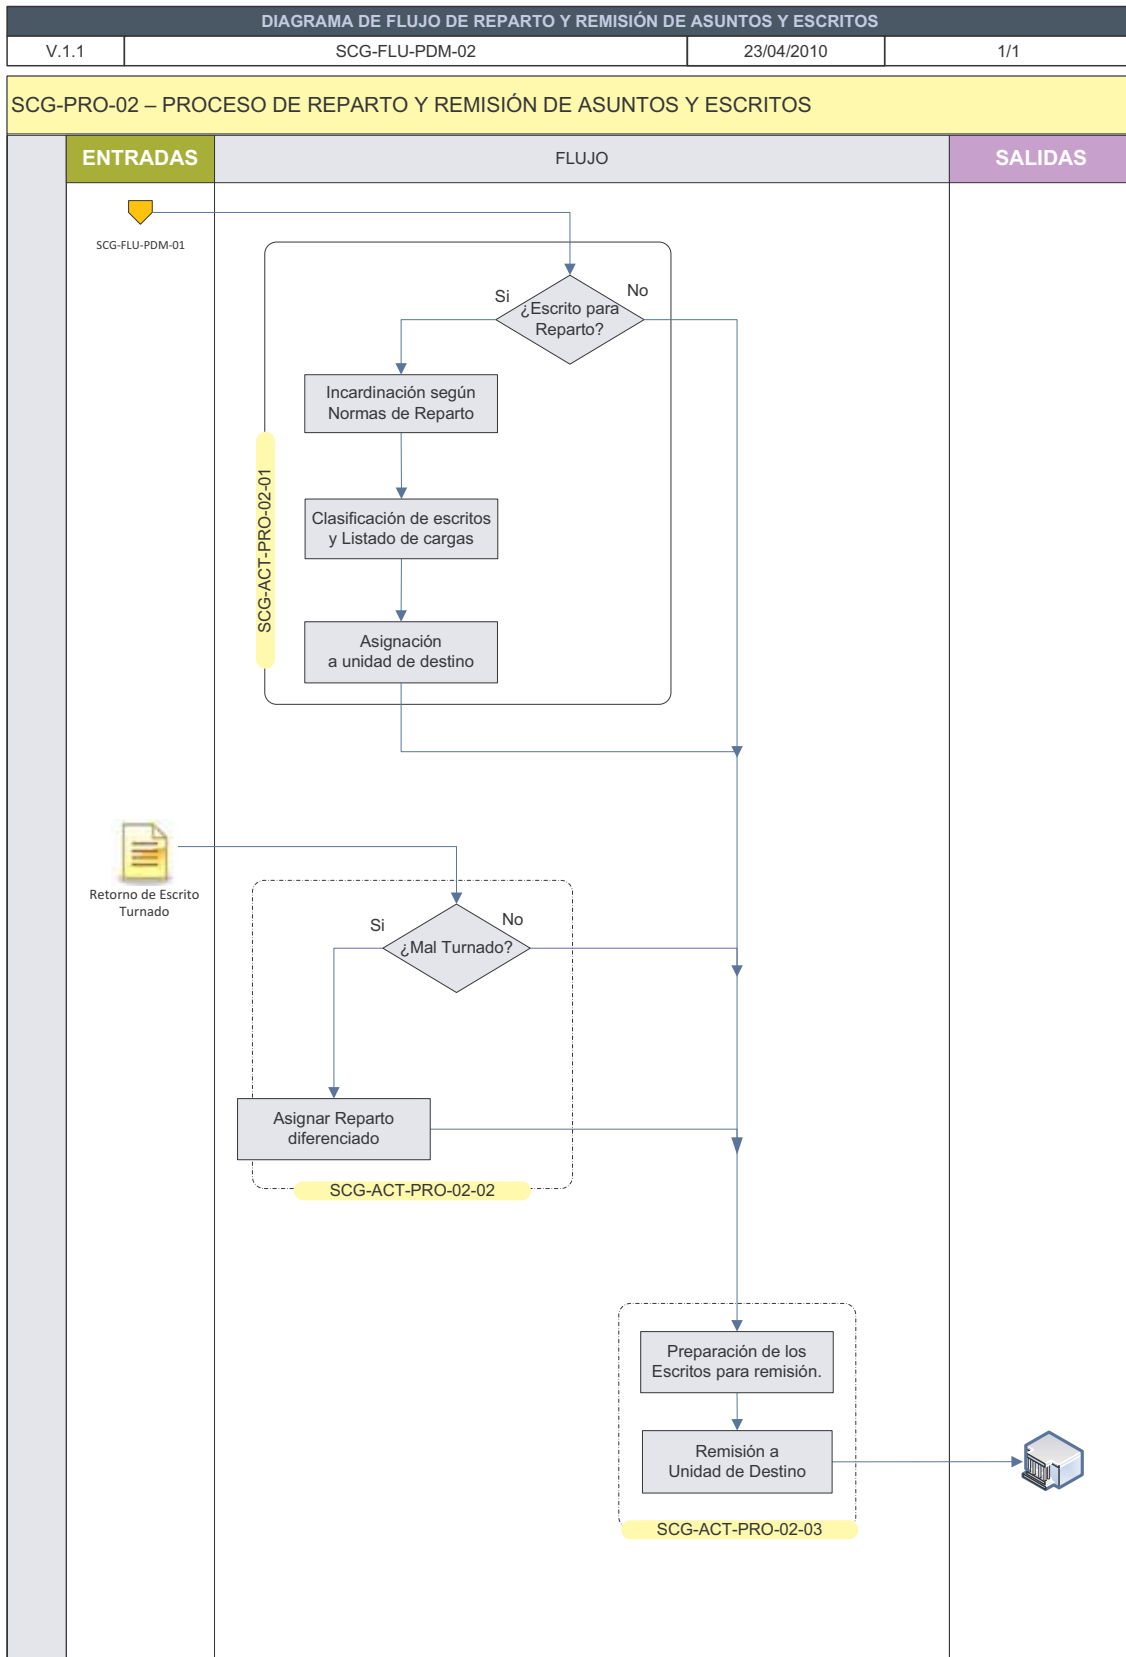 DIAGRAMA DE FLUJO DE REPARTO Y REMISIÓN DE ASUNTOS Y ESCRITOS
V.1.1
SCG-FLU-PDM-02
23/04/2010
1/1
SCG-PRO-02 – PROCESO DE REPARTO Y REMISIÓN DE ASUNTOS Y ESCRITOS
ENTRADAS
FLUJO
SALIDAS
SCG-FLU-PDM-01
Si
No
¿Escrito para
Reparto?
Incardinación según
Normas de Reparto
Clasificación de escritos
y Listado de cargas
SCG-ACT-PRO-02-01
Asignación
a unidad de destino
Retorno de Escrito
Turnado
Si
No
¿Mal Turnado?
Asignar Reparto
diferenciado
SCG-ACT-PRO-02-02
Preparación de los
Escritos para remisión.
Remisión a
Unidad de Destino
SCG-ACT-PRO-02-03